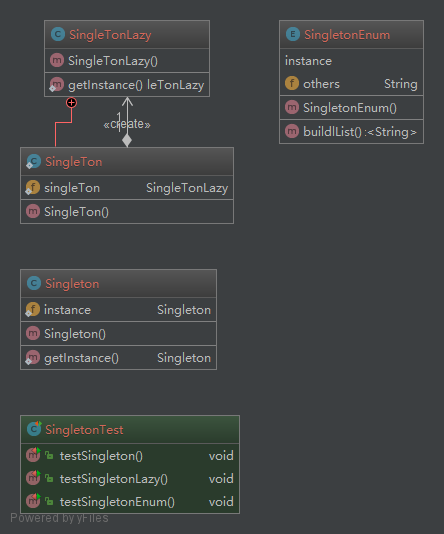 SingleTonLazy
SingleTonLazy()
getInstance() leTonLazy
«create»
1
SingleTon
singleTon SingleTonLazy
SingleTon()
SingletonEnum
instance
others String
SingletonEnum()
buildlList() :<String>
Singleton
instance Singleton
Singleton()
getInstance() Singleton
SingletonTest
testSingleton() void
testSingletonLazy() void
testSingletonEnum() void
Powered by yFiles